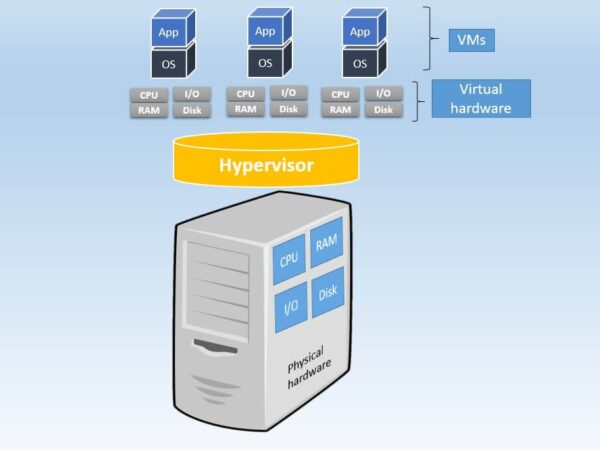 App
App
App
VMs
OS
OS
OS
CPU
I/O
RAM
Disk
CPU
I/O
RAM
Disk
CPU
I/O
RAM
Disk
Virtual
hardware
Hypervisor
CPU
RAM
I/O
Disk
Physical
hardware